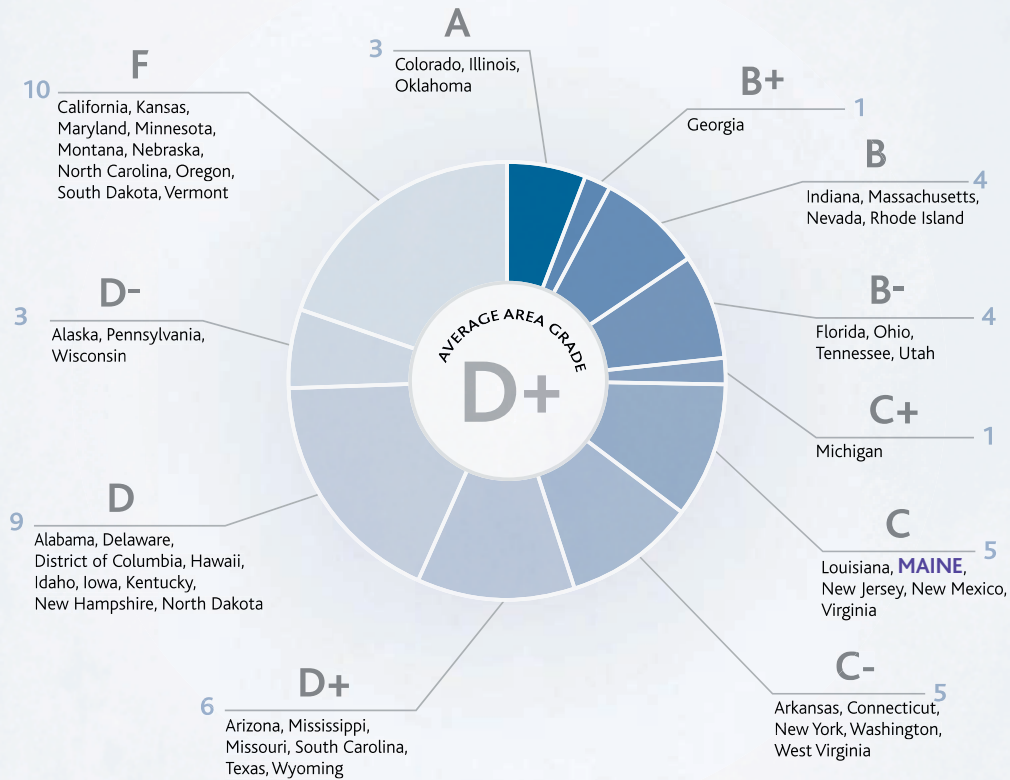 A
3
Colorado, Illinois,
Oklahoma
B+
1
Georgia
B
4
Indiana, Massachusetts,
Nevada, Rhode Island
B-
4
Florida, Ohio,
Tennessee, Utah
C+
1
Michigan
C
5
Louisiana, MAINE,
New Jersey, New Mexico,
Virginia
C-
5
Arkansas, Connecticut,
New York, Washington,
West Virginia
D+
6
Arizona, Mississippi,
Missouri, South Carolina,
Texas, Wyoming
D
9
Alabama, Delaware,
District of Columbia, Hawaii,
Idaho, Iowa, Kentucky,
New Hampshire, North Dakota
D-
3
Alaska, Pennsylvania,
Wisconsin
F
10
California, Kansas,
Maryland, Minnesota,
Montana, Nebraska,
North Carolina, Oregon,
South Dakota, Vermont
AVERAGE AREA GRADE
D+